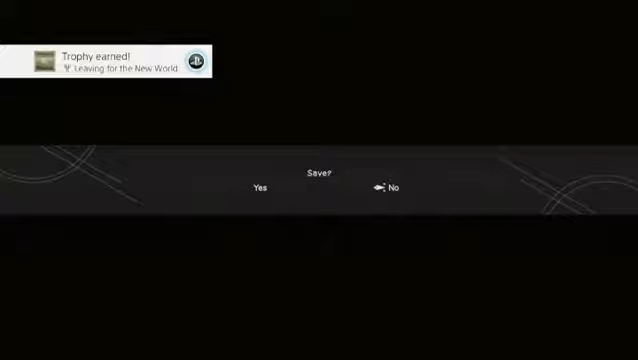 Trophy earned!
Leaving for the New World
Save?
Yes
No